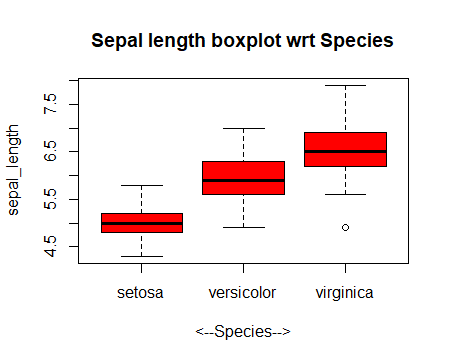 Sepal length boxplot wrt Species
sepal_length
7.5
6.5
5.5
4.5
setosa versicolor virginica
<--Species-->